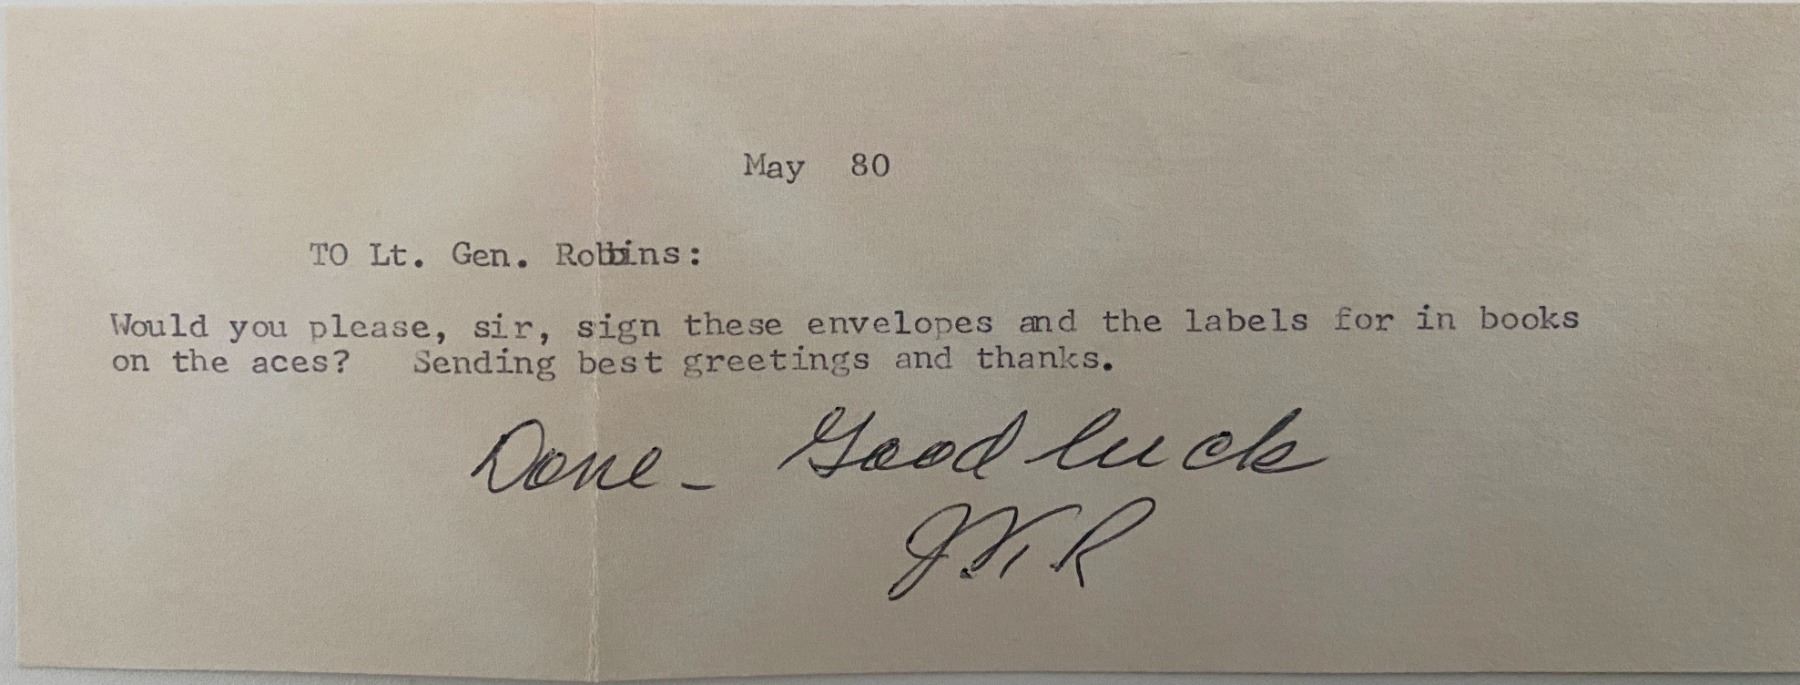 May 80
TO Lt. Gen. Robbins:
Would you please, sir, sign these envelopes and the labels for in books
on the aces? Sending best greetings and thanks.
Done - Good luck